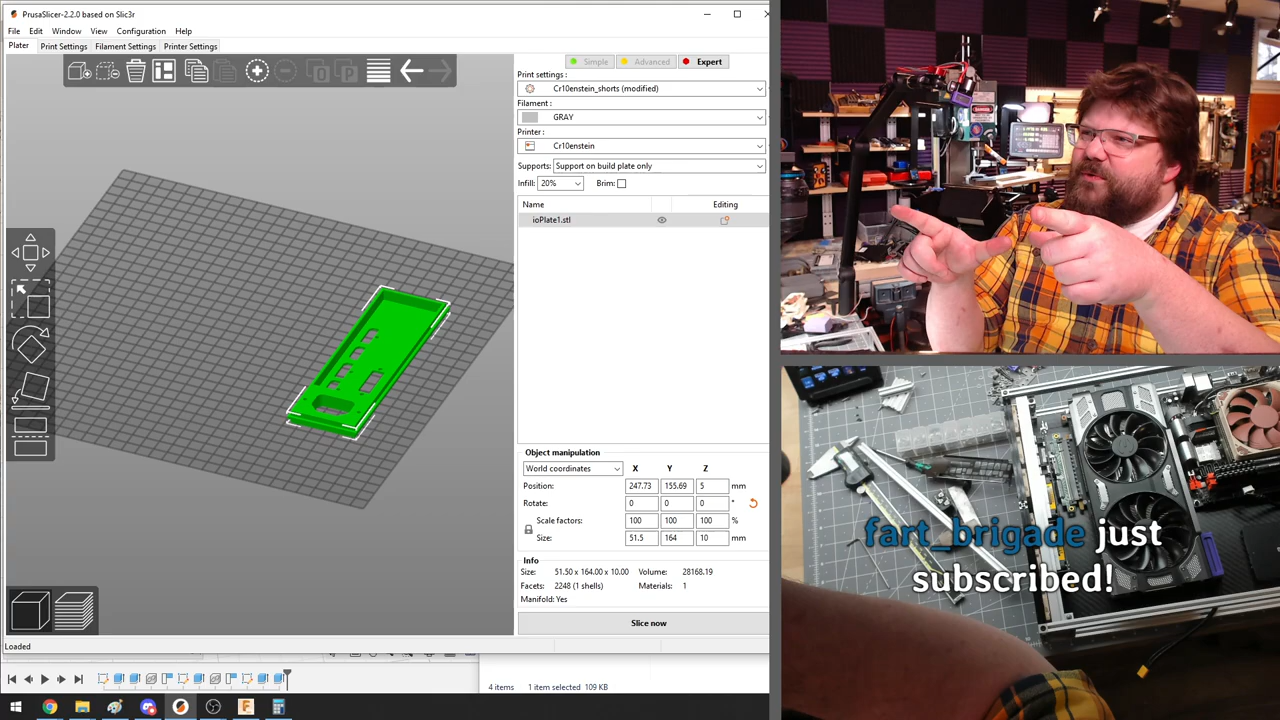 PrusaSlicer-2.2.0 based on Slic3r
File Edit Window View Configuration Help
Plater Print Settings Filament Settings Printer Settings
Simple Advanced Expert
Print settings :
Cr10enstein_shorts (modified)
Filament :
GRAY
Printer :
Cr10enstein
Supports: Support on build plate only
Infill: 20% Brim:
Name Editing
ioPlate1.stl
Object manipulation
World coordinates X Y Z
Position: 247.73 155.69 5 mm
Rotate: 0 0 0 °
Scale factors: 100 100 100 %
Size: 51.5 164 10 mm
Info
Size: 51.50 x 164.00 x 10.00 Volume: 28168.19
Facets: 2248 (1 shells) Materials: 1
Manifold: Yes
Slice now
Loaded
4 items 1 item selected 109 KB
fart_brigade just
subscribed!